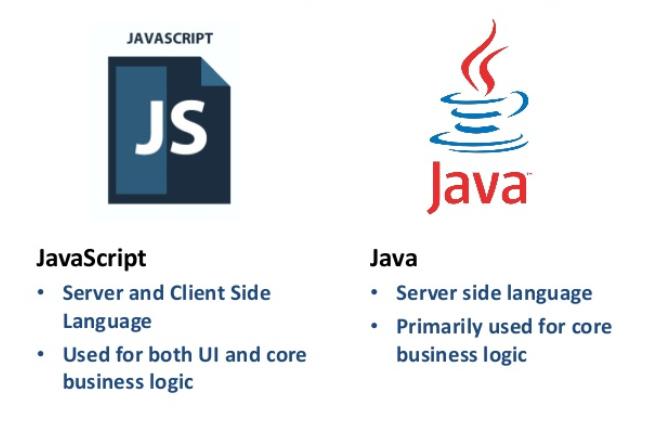 JAVASCRIPT
JS
Java™
JavaScript
• Server and Client Side
Language
• Used for both UI and core
business logic
Java
• Server side language
• Primarily used for core
business logic